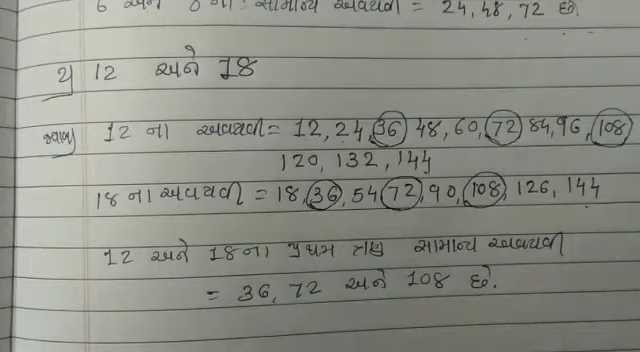 6 અને 8 ના સામાન્ય અવયવી = 24, 48, 72 છે.
૨) 12 અને 18
જવાબ) 12 ના અવયવી = 12, 24, 36 48, 60, 72 84, 96, 108
120, 132, 144
18 ના અવયવી = 18, 36, 54 72, 90, 108, 126, 144
12 અને 18ના પ્રથમ ત્રણ સામાન્ય અવયવી
= 36, 72 અને 108 છે.